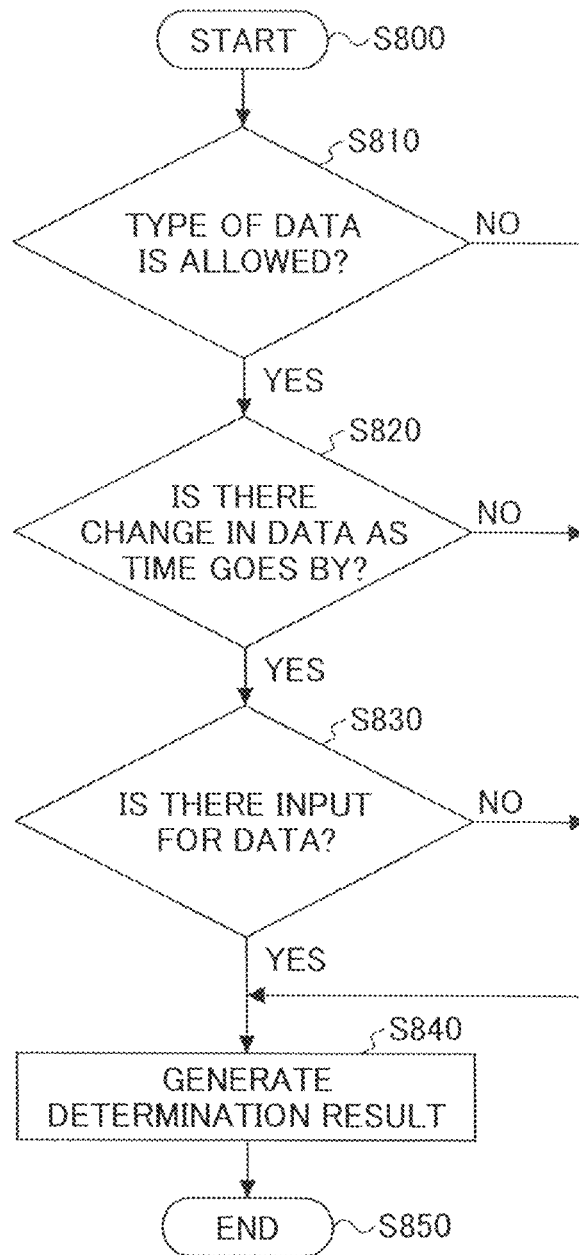 START
S800
S810
TYPE OF DATA
IS ALLOWED?
NO
YES
S820
IS THERE
CHANGE IN DATA AS
TIME GOES BY?
NO
YES
S830
IS THERE INPUT
FOR DATA?
NO
YES
S840
GENERATE
DETERMINATION RESULT
END
S850